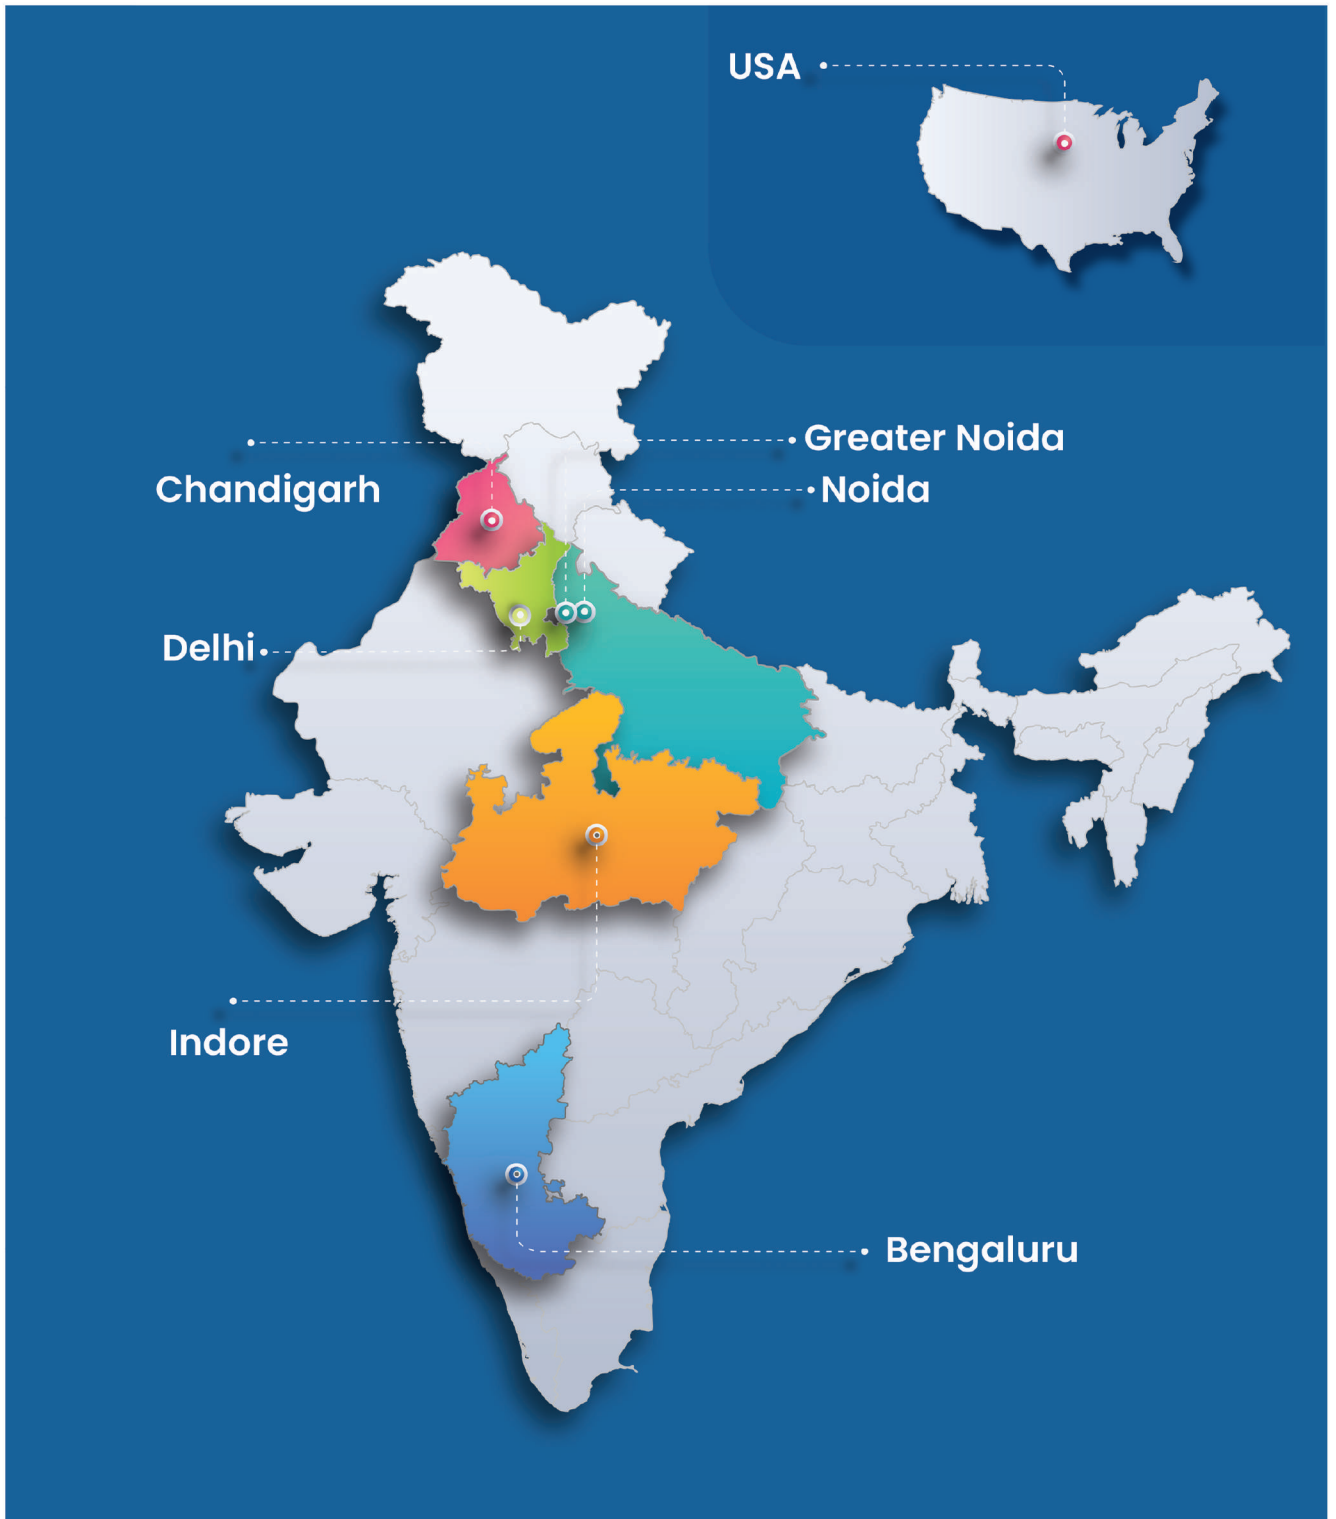 USA
Greater Noida
Chandigarh
Noida
Delhi
Indore
Bengaluru